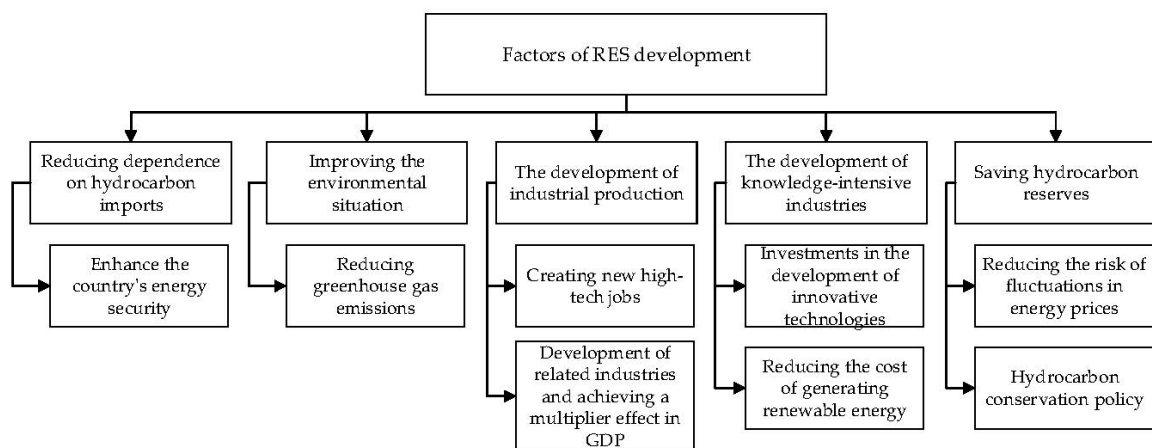 Factors of RES development
Reducing dependence
on hydrocarbon
imports
Enhance the
country's energy
security
Improving the
environmental
situation
Reducing
greenhouse gas
emissions
The development of
industrial production
Creating new high-
tech jobs
Development of
related industries
and achieving a
multiplier effect in
GDP
The development of
knowledge-intensive
industries
Investments in the
development of
innovative
technologies
Reducing the cost
of generating
renewable energy
Saving hydrocarbon
reserves
Reducing the risk of
fluctuations in
energy prices
Hydrocarbon
conservation policy